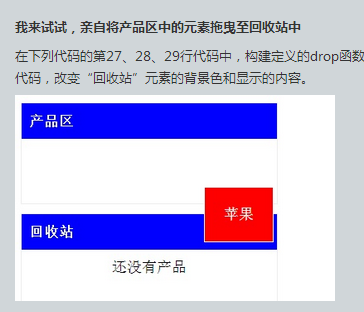 我来试试，亲自将产品区中的元素拖曳至回收站中
在下列代码的第27、28、29行代码中，构建定义的drop函数
代码，改变“回收站”元素的背景色和显示的内容。
产品区
苹果
回收站
还没有产品